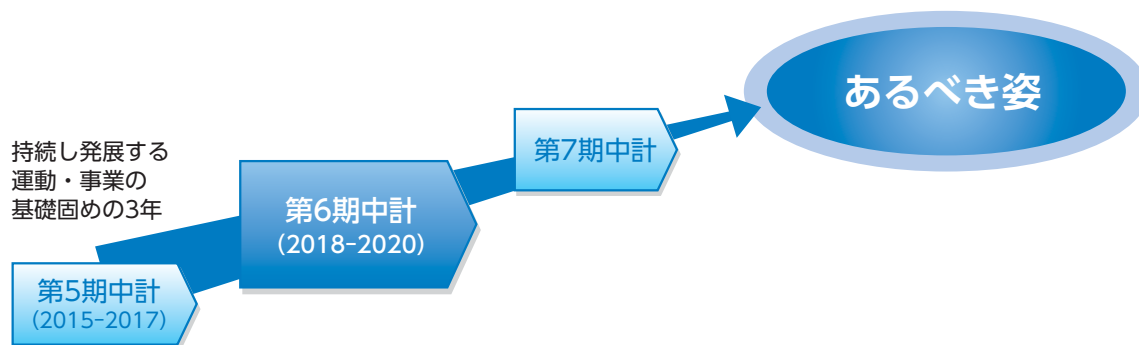 持続し発展する
運動・事業の
基礎固めの3年
第5期中計
(2015-2017)
第6期中計
(2018-2020)
第7期中計
あるべき姿